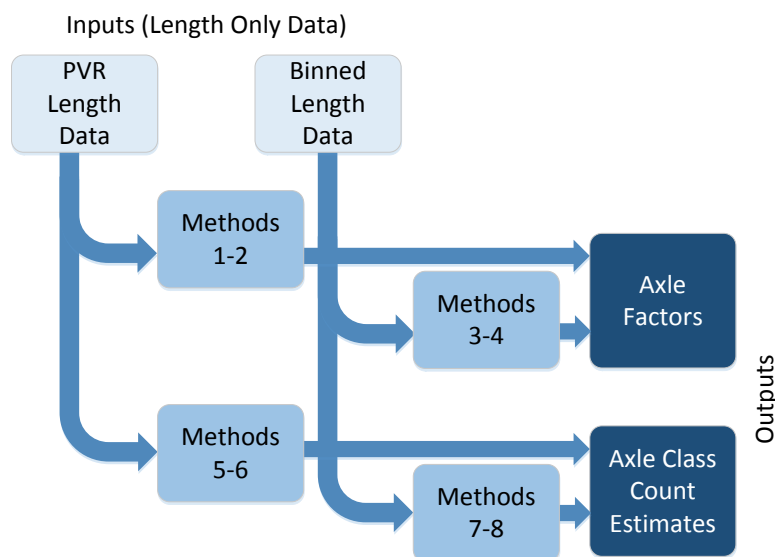 Inputs (Length Only Data)
PVR
Length
Data
Binned
Length
Data
Methods
1-2
Axle
Factors
Methods
3-4
Outputs
Methods
5-6
Axle Class
Count
Estimates
Methods
7-8